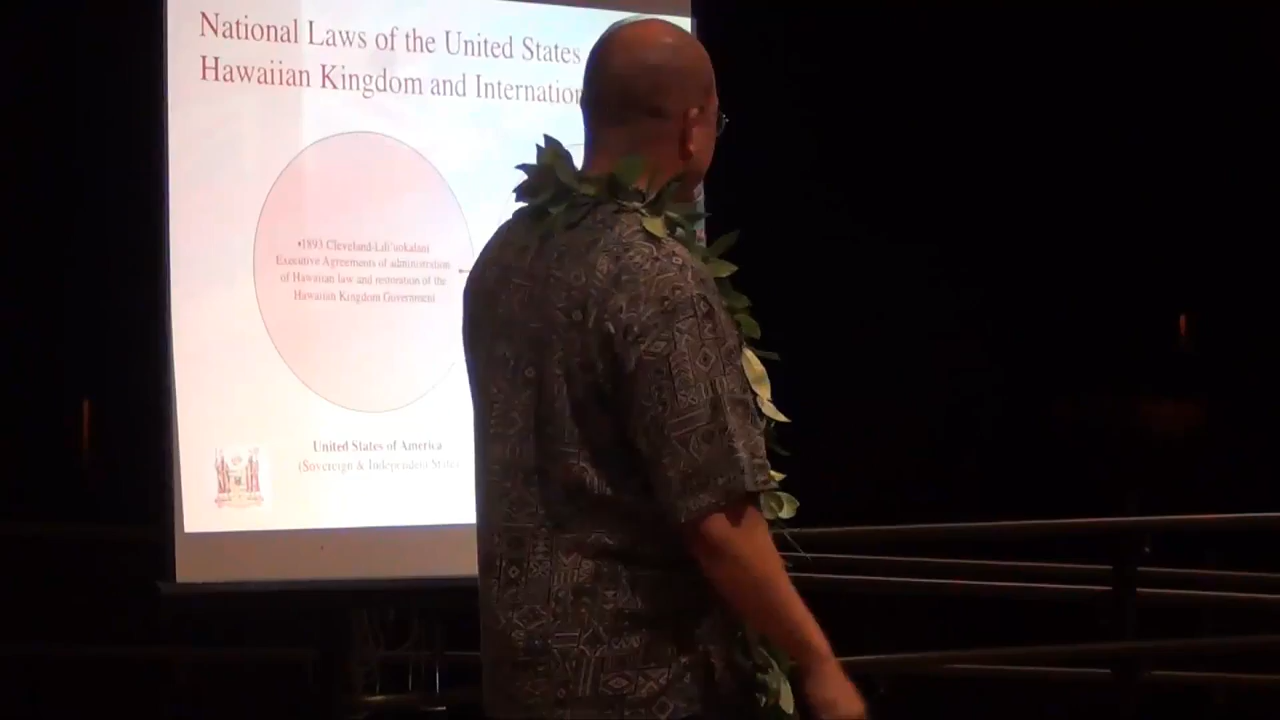 National Laws of the United States
Hawaiian Kingdom and Internation
•1893 Cleveland-Lili'uokalani
Executive Agreements of administration
of Hawaiian law and restoration of the
Hawaiian Kingdom Government
United States of America
(Sovereign & Independent State)